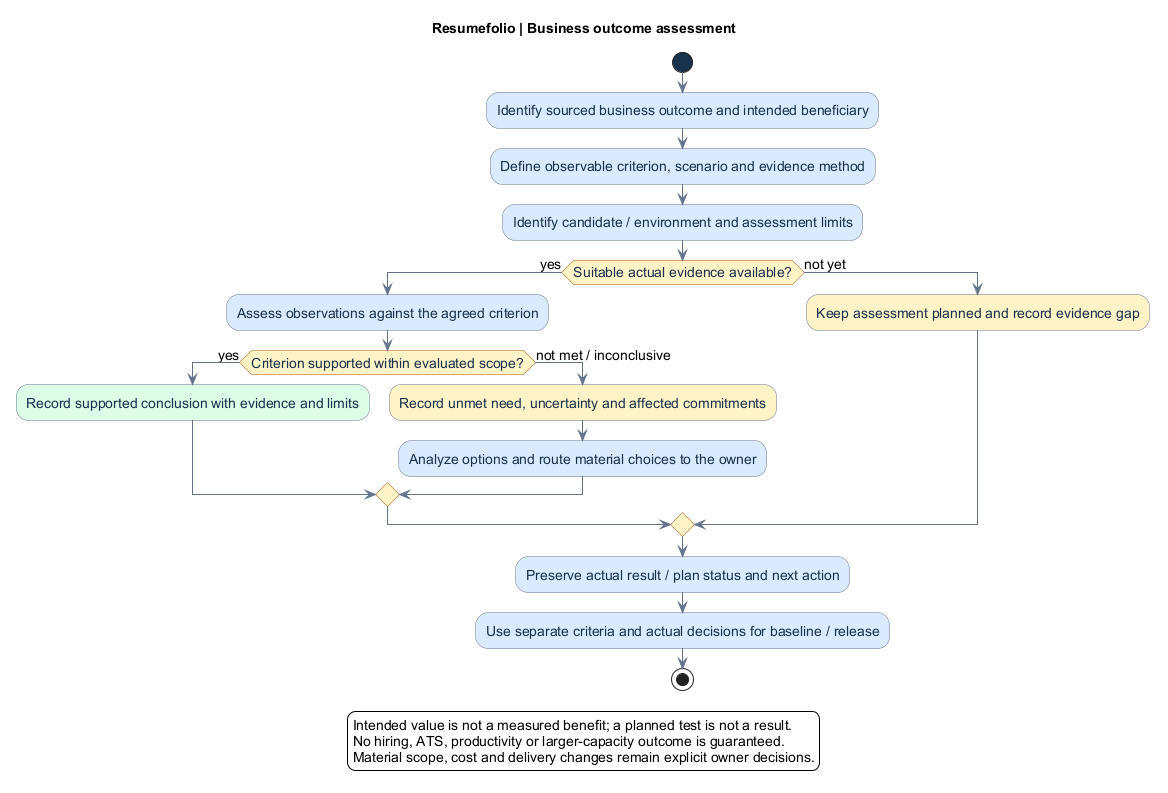 Resumefolio | Business outcome assessment
Identify sourced business outcome and intended beneficiary
Define observable criterion, scenario and evidence method
Identify candidate / environment and assessment limits
yes
Suitable actual evidence available?
not yet
Assess observations against the agreed criterion
Keep assessment planned and record evidence gap
yes
Criterion supported within evaluated scope?
not met / inconclusive
Record supported conclusion with evidence and limits
Record unmet need, uncertainty and affected commitments
Analyze options and route material choices to the owner
Preserve actual result / plan status and next action
Use separate criteria and actual decisions for baseline / release
Intended value is not a measured benefit; a planned test is not a result.
No hiring, ATS, productivity or larger-capacity outcome is guaranteed.
Material scope, cost and delivery changes remain explicit owner decisions.